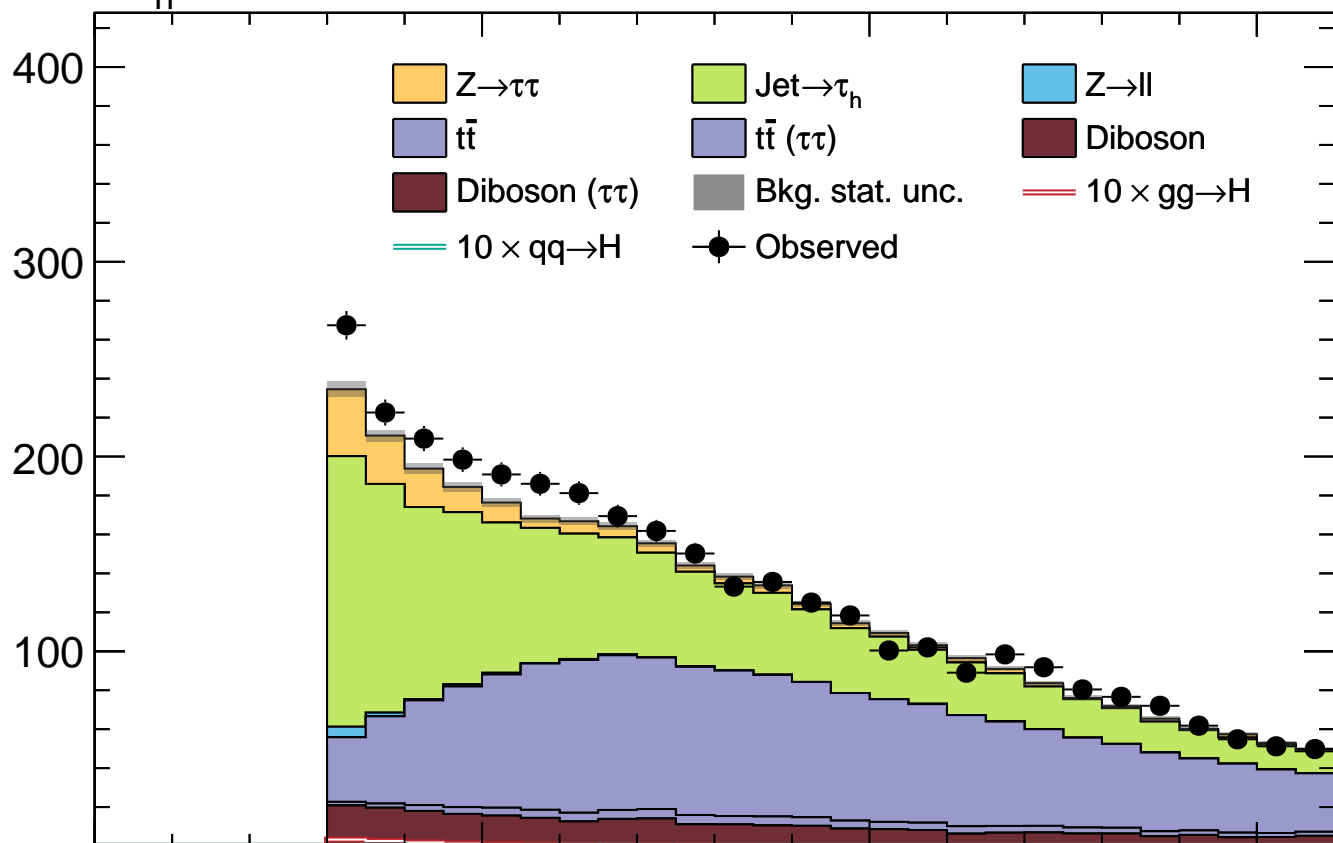 h
400
Z→ττ Jet→τh Z→ll
tt̄ tt̄ (ττ) Diboson
Diboson (ττ) Bkg. stat. unc. 10 × gg→H
10 × qq→H Observed
300
200
100